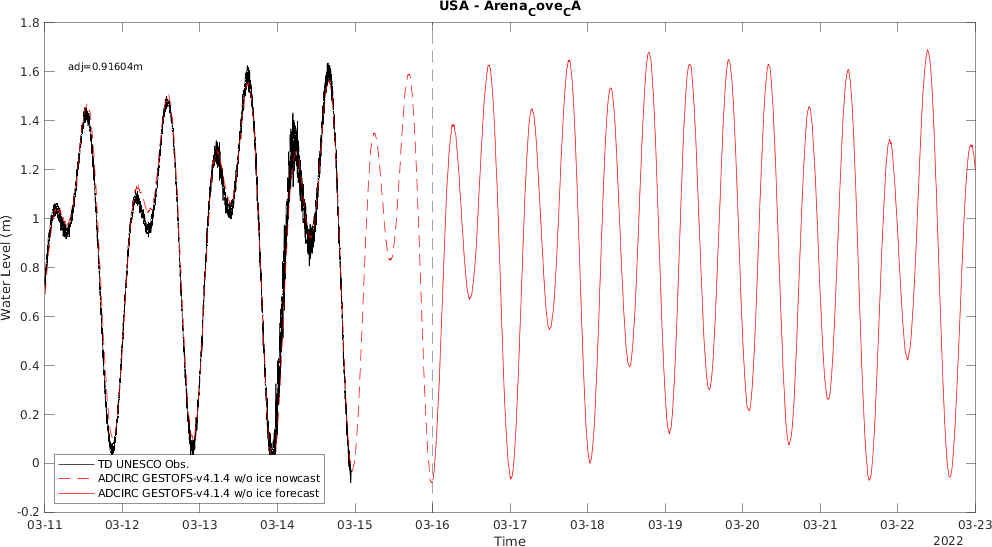 USA - ArenaCoveCA
adj=0.91604m
1.8
1.6
1.4
1.2
1
0.8
0.6
0.4
0.2
0
-0.2
Water Level (m)
TD UNESCO Obs.
ADCIRC GESTOFS-v4.1.4 w/o ice nowcast
ADCIRC GESTOFS-v4.1.4 w/o ice forecast
03-11 03-12 03-13 03-14 03-15 03-16 03-17 03-18 03-19 03-20 03-21 03-22 03-23
Time
2022